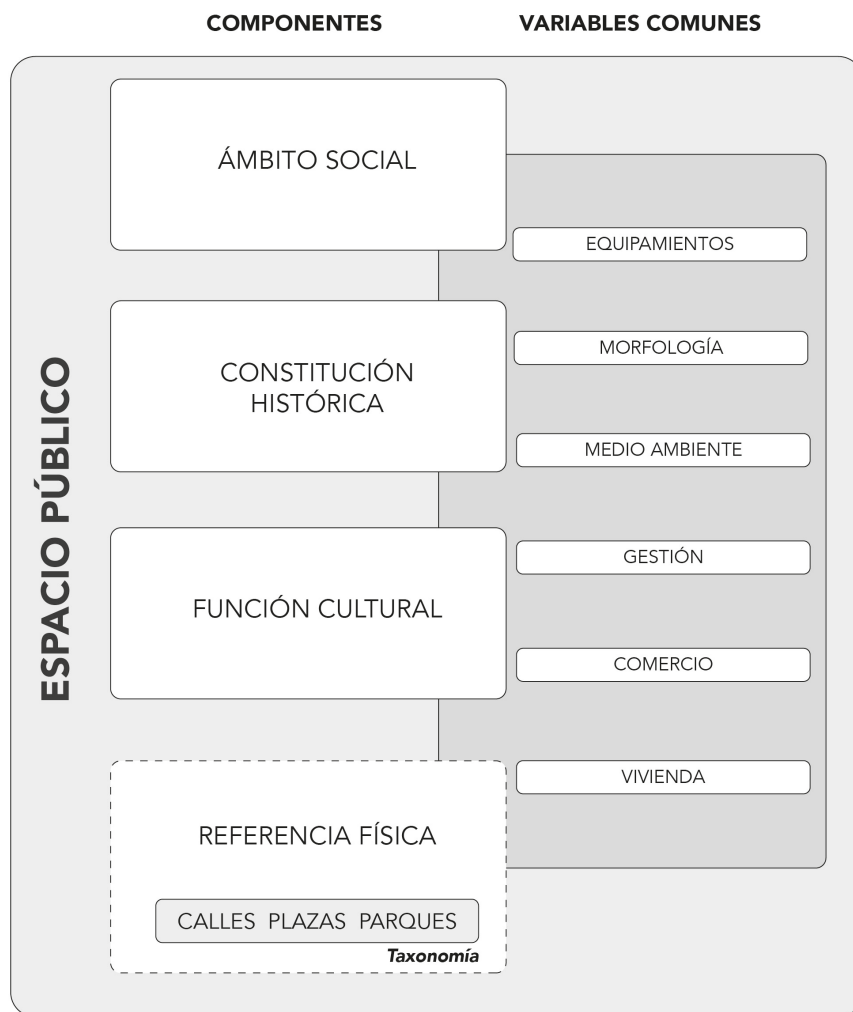 COMPONENTES
VARIABLES COMUNES
ESPACIO PÚBLICO
ÁMBITO SOCIAL
CONSTITUCIÓN
HISTÓRICA
FUNCIÓN CULTURAL
REFERENCIA FÍSICA
CALLES PLAZAS PARQUES
Taxonomía
EQUIPAMIENTOS
MORFOLOGÍA
MEDIO AMBIENTE
GESTIÓN
COMERCIO
VIVIENDA